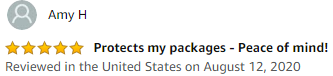 Amy H
Protects my packages - Peace of mind!
Reviewed in the United States on August 12, 2020